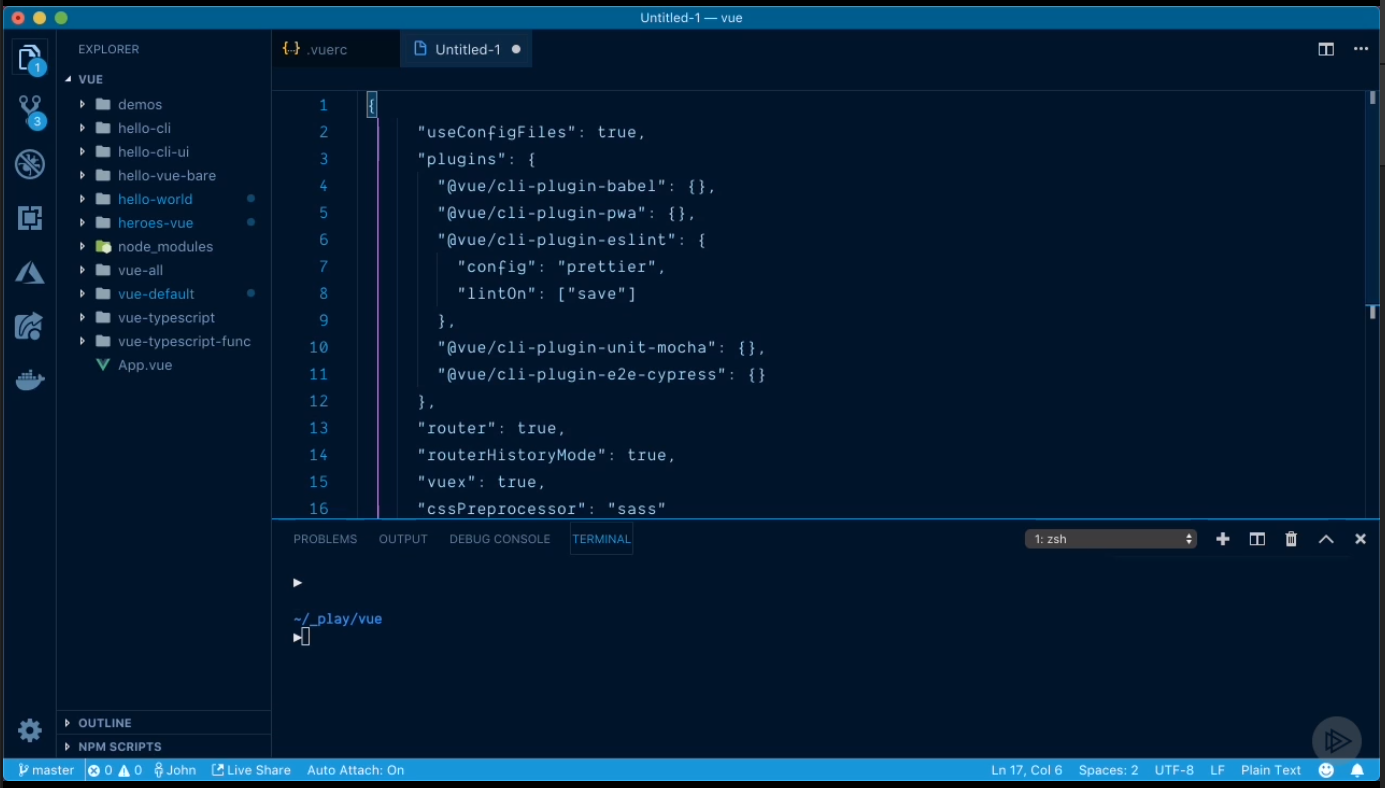 Untitled-1 — vue
1
3
EXPLORER
VUE
demos
hello-cli
hello-cli-ui
hello-vue-bare
hello-world
heroes-vue
node_modules
vue-all
vue-default
vue-typescript
vue-typescript-func
App.vue
OUTLINE
NPM SCRIPTS
{..} .vuerc
Untitled-1
1 {
2 "useConfigFiles": true,
3 "plugins": {
4 "@vue/cli-plugin-babel": {},
5 "@vue/cli-plugin-pwa": {},
6 "@vue/cli-plugin-eslint": {
7 "config": "prettier",
8 "lintOn": ["save"]
9 },
10 "@vue/cli-plugin-unit-mocha": {},
11 "@vue/cli-plugin-e2e-cypress": {}
12 },
13 "router": true,
14 "routerHistoryMode": true,
15 "vuex": true,
16 "cssPreprocessor": "sass"
PROBLEMS OUTPUT DEBUG CONSOLE TERMINAL
1: zsh
~/_play/vue
master 0 0 John Live Share Auto Attach: On Ln 17, Col 6 Spaces: 2 UTF-8 LF Plain Text